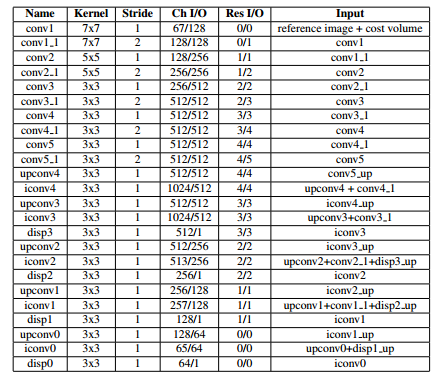 Name Kernel Stride Ch I/O Res I/O Input
conv1 7x7 1 67/128 0/0 reference image + cost volume
conv1_1 7x7 2 128/128 0/1 conv1
conv2 5x5 1 128/256 1/1 conv1_1
conv2_1 5x5 2 256/256 1/2 conv2
conv3 3x3 1 256/512 2/2 conv2_1
conv3_1 3x3 2 512/512 2/3 conv3
conv4 3x3 1 512/512 3/3 conv3_1
conv4_1 3x3 2 512/512 3/4 conv4
conv5 3x3 1 512/512 4/4 conv4_1
conv5_1 3x3 2 512/512 4/5 conv5
upconv4 3x3 1 512/512 4/4 conv5_up
iconv4 3x3 1 1024/512 4/4 upconv4 + conv4_1
upconv3 3x3 1 512/512 3/3 iconv4_up
iconv3 3x3 1 1024/512 3/3 upconv3+conv3_1
disp3 3x3 1 512/1 3/3 iconv3
upconv2 3x3 1 512/256 2/2 iconv3_up
iconv2 3x3 1 513/256 2/2 upconv2+conv2_1+disp3_up
disp2 3x3 1 256/1 2/2 iconv2
upconv1 3x3 1 256/128 1/1 iconv2_up
iconv1 3x3 1 257/128 1/1 upconv1+conv1_1+disp2_up
disp1 3x3 1 128/1 1/1 iconv1
upconv0 3x3 1 128/64 0/0 iconv1_up
iconv0 3x3 1 65/64 0/0 upconv0+disp1_up
disp0 3x3 1 64/1 0/0 iconv0